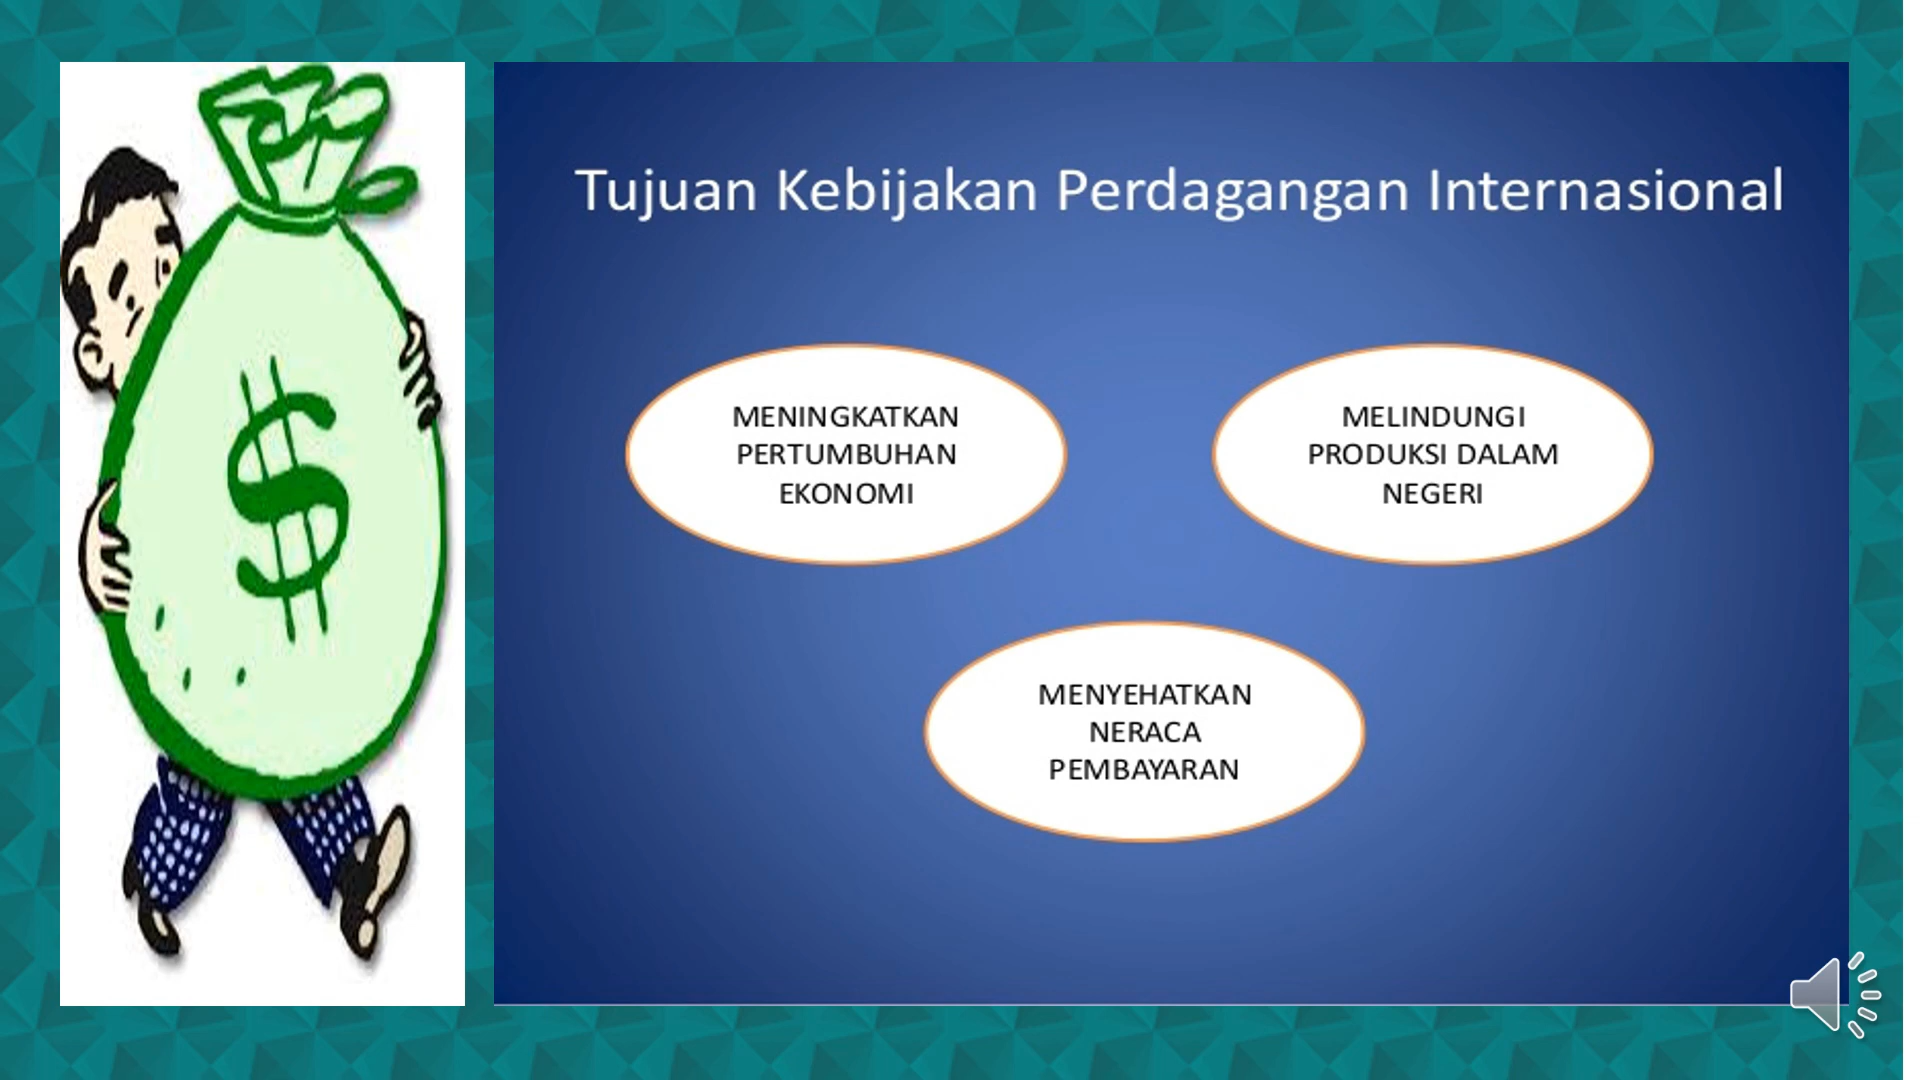 Tujuan Kebijakan Perdagangan Internasional
MENINGKATKAN
PERTUMBUHAN
EKONOMI
MELINDUNGI
PRODUKSI DALAM
NEGERI
MENYEHATKAN
NERACA
PEMBAYARAN
$